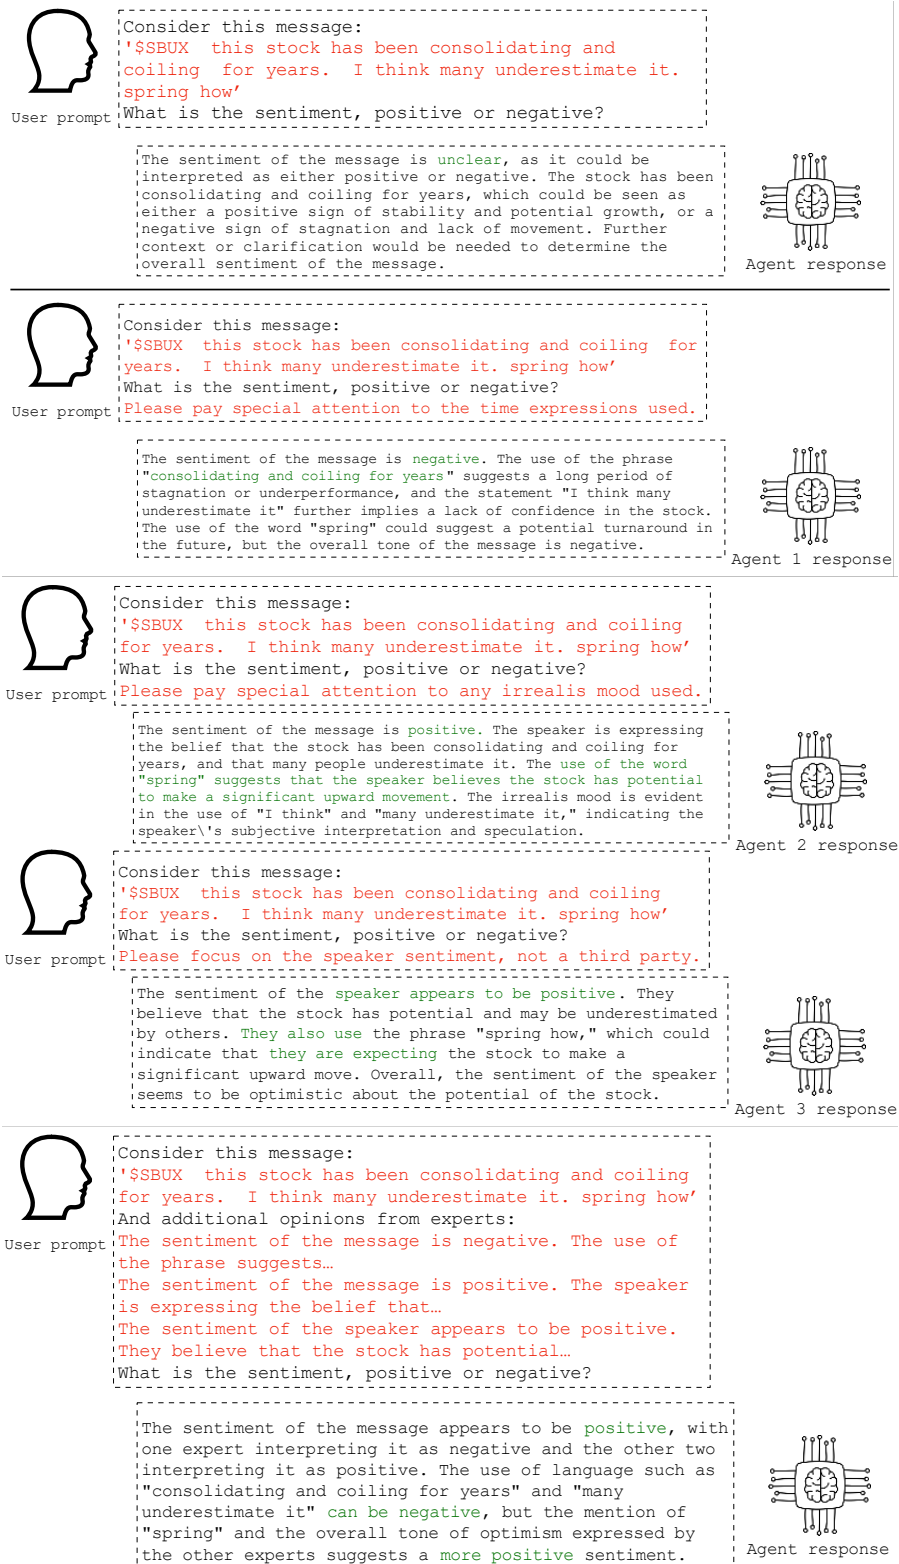 Consider this message:
'$SBUX  this stock has been consolidating and
coiling  for years.  I think many underestimate it.
spring how’
What is the sentiment, positive or negative?
User prompt
The sentiment of the message is unclear, as it could be
interpreted as either positive or negative. The stock has been
consolidating and coiling for years, which could be seen as
either a positive sign of stability and potential growth, or a
negative sign of stagnation and lack of movement. Further
context or clarification would be needed to determine the
overall sentiment of the message.
Agent response
Consider this message:
'$SBUX  this stock has been consolidating and coiling  for
years.  I think many underestimate it. spring how’
What is the sentiment, positive or negative?
Please pay special attention to the time expressions used.
User prompt
The sentiment of the message is negative. The use of the phrase
"consolidating and coiling for years" suggests a long period of
stagnation or underperformance, and the statement "I think many
underestimate it" further implies a lack of confidence in the stock.
The use of the word "spring" could suggest a potential turnaround in
the future, but the overall tone of the message is negative.
Agent 1 response
Consider this message:
'$SBUX  this stock has been consolidating and coiling
for years.  I think many underestimate it. spring how’
What is the sentiment, positive or negative?
Please pay special attention to any irrealis mood used.
User prompt
The sentiment of the message is positive. The speaker is expressing
the belief that the stock has been consolidating and coiling for
years, and that many people underestimate it. The use of the word
"spring" suggests that the speaker believes the stock has potential
to make a significant upward movement. The irrealis mood is evident
in the use of "I think" and "many underestimate it," indicating the
speaker\'s subjective interpretation and speculation.
Agent 2 response
Consider this message:
'$SBUX  this stock has been consolidating and coiling
for years.  I think many underestimate it. spring how’
What is the sentiment, positive or negative?
Please focus on the speaker sentiment, not a third party.
User prompt
The sentiment of the speaker appears to be positive. They
believe that the stock has potential and may be underestimated
by others. They also use the phrase "spring how," which could
indicate that they are expecting the stock to make a
significant upward move. Overall, the sentiment of the speaker
seems to be optimistic about the potential of the stock.
Agent 3 response
Consider this message:
'$SBUX  this stock has been consolidating and coiling
for years.  I think many underestimate it. spring how’
And additional opinions from experts:
The sentiment of the message is negative. The use of
the phrase suggests…
The sentiment of the message is positive. The speaker
is expressing the belief that…
The sentiment of the speaker appears to be positive.
They believe that the stock has potential…
What is the sentiment, positive or negative?
User prompt
The sentiment of the message appears to be positive, with
one expert interpreting it as negative and the other two
interpreting it as positive. The use of language such as
"consolidating and coiling for years" and "many
underestimate it" can be negative, but the mention of
"spring" and the overall tone of optimism expressed by
the other experts suggests a more positive sentiment.
Agent response